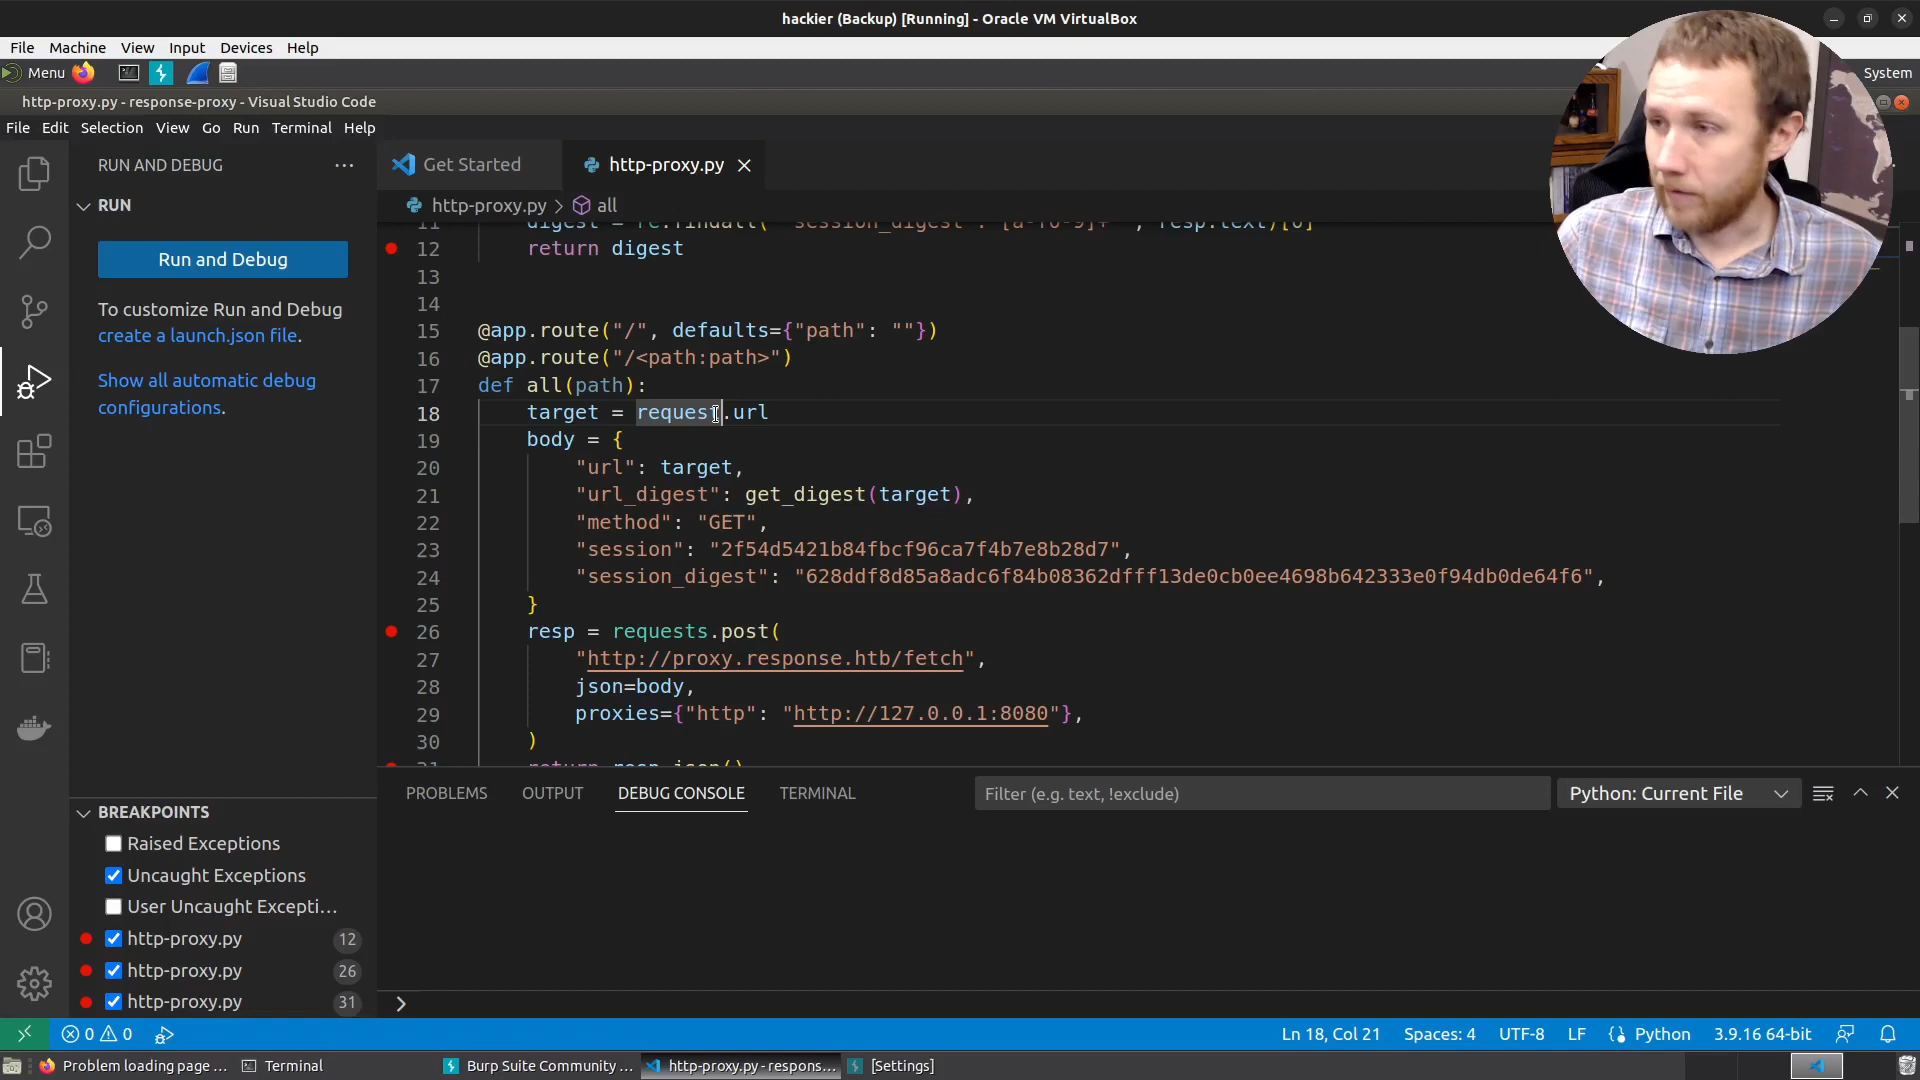 hackier (Backup) [Running] - Oracle VM VirtualBox
File Machine View Input Devices Help
Menu
System
http-proxy.py - response-proxy - Visual Studio Code
File Edit Selection View Go Run Terminal Help
RUN AND DEBUG
Get Started
http-proxy.py
RUN
http-proxy.py > all
Run and Debug
To customize Run and Debug
create a launch.json file.
Show all automatic debug
configurations.
12 return digest
13
14
15 @app.route("/", defaults={"path": ""})
16 @app.route("/<path:path>")
17 def all(path):
18 target = request.url
19 body = {
20 "url": target,
21 "url_digest": get_digest(target),
22 "method": "GET",
23 "session": "2f54d5421b84fbcf96ca7f4b7e8b28d7",
24 "session_digest": "628ddf8d85a8adc6f84b08362dfff13de0cb0ee4698b642333e0f94db0de64f6",
25 }
26 resp = requests.post(
27 "http://proxy.response.htb/fetch",
28 json=body,
29 proxies={"http": "http://127.0.0.1:8080"},
30 )
31 return resp.json()
PROBLEMS OUTPUT DEBUG CONSOLE TERMINAL
Filter (e.g. text, !exclude)
Python: Current File
BREAKPOINTS
Raised Exceptions
Uncaught Exceptions
User Uncaught Excepti...
http-proxy.py 12
http-proxy.py 26
http-proxy.py 31
0 0
Ln 18, Col 21 Spaces: 4 UTF-8 LF Python 3.9.16 64-bit
Problem loading page ...
Terminal
Burp Suite Community ...
http-proxy.py - respons...
[Settings]